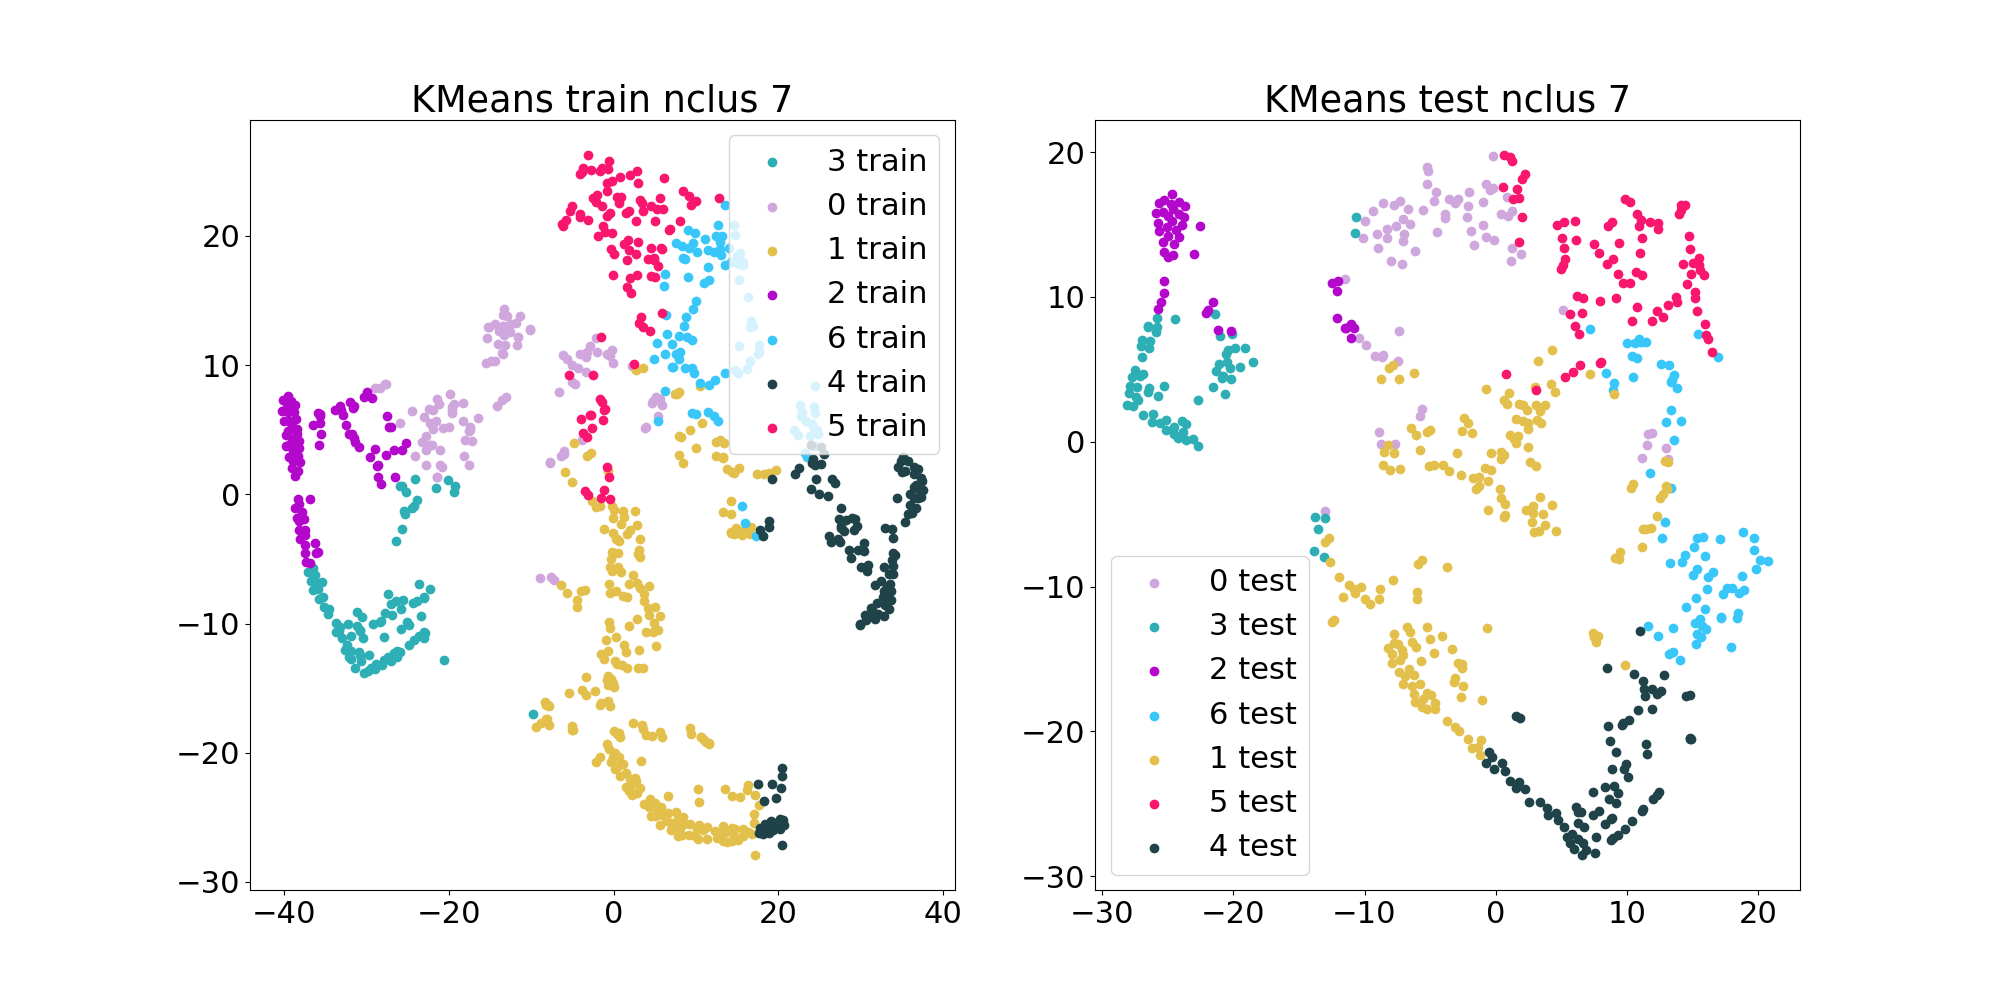 KMeans train nclus 7
3 train
0 train
1 train
2 train
6 train
4 train
5 train
20
10
0
−10
−20
−30
−40 −20 0 20 40
KMeans test nclus 7
20
10
0
−10
−20
−30
0 test
3 test
2 test
6 test
1 test
5 test
4 test
−30 −20 −10 0 10 20